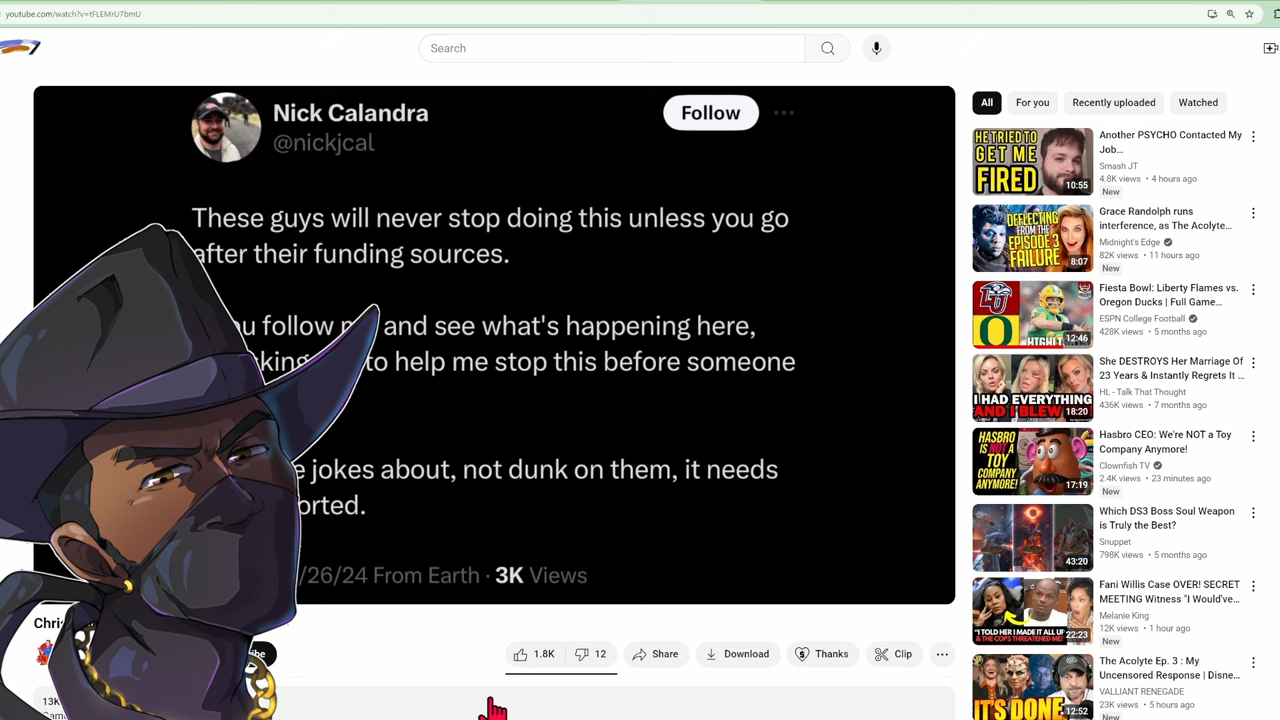 youtube.com/watch?v=tFLEMrU7bmU
Search
Nick Calandra
@nickjcal
Follow
These guys will never stop doing this unless you go
after their funding sources.
follow and see what's happening here,
to help me stop this before someone
jokes about, not dunk on them, it needs
/26/24 From Earth · 3K Views
1.8K
12
Share
Download
Thanks
Clip
13K
All
For you
Recently uploaded
Watched
HE TRIED TO
GET ME
FIRED
10:55
Another PSYCHO Contacted My
Job…
Smash JT
4.8K views • 4 hours ago
New
DEFLECTING
FROM THE
EPISODE 3
FAILURE
8:07
Grace Randolph runs
interference, as The Acolyte…
Midnight's Edge
82K views • 11 hours ago
New
12:46
Fiesta Bowl: Liberty Flames vs.
Oregon Ducks | Full Game…
ESPN College Football
428K views • 5 months ago
I HAD EVERYTHING
AND I BLEW
18:20
She DESTROYS Her Marriage Of
23 Years & Instantly Regrets It …
HL - Talk That Thought
436K views • 7 months ago
HASBRO
IS NOT A
TOY
COMPANY
ANYMORE!
17:19
Hasbro CEO: We're NOT a Toy
Company Anymore!
Clownfish TV
2.4K views • 23 minutes ago
New
43:20
Which DS3 Boss Soul Weapon
is Truly the Best?
Snuppet
798K views • 5 months ago
"I TOLD HER I MADE IT ALL UP
& THE COPS THREATENED ME!"
22:23
Fani Willis Case OVER! SECRET
MEETING Witness "I Would've…
Melanie King
12K views • 1 hour ago
New
IT'S DONE
12:52
The Acolyte Ep. 3 : My
Uncensored Response | Disne…
VALLIANT RENEGADE
23K views • 5 hours ago
New